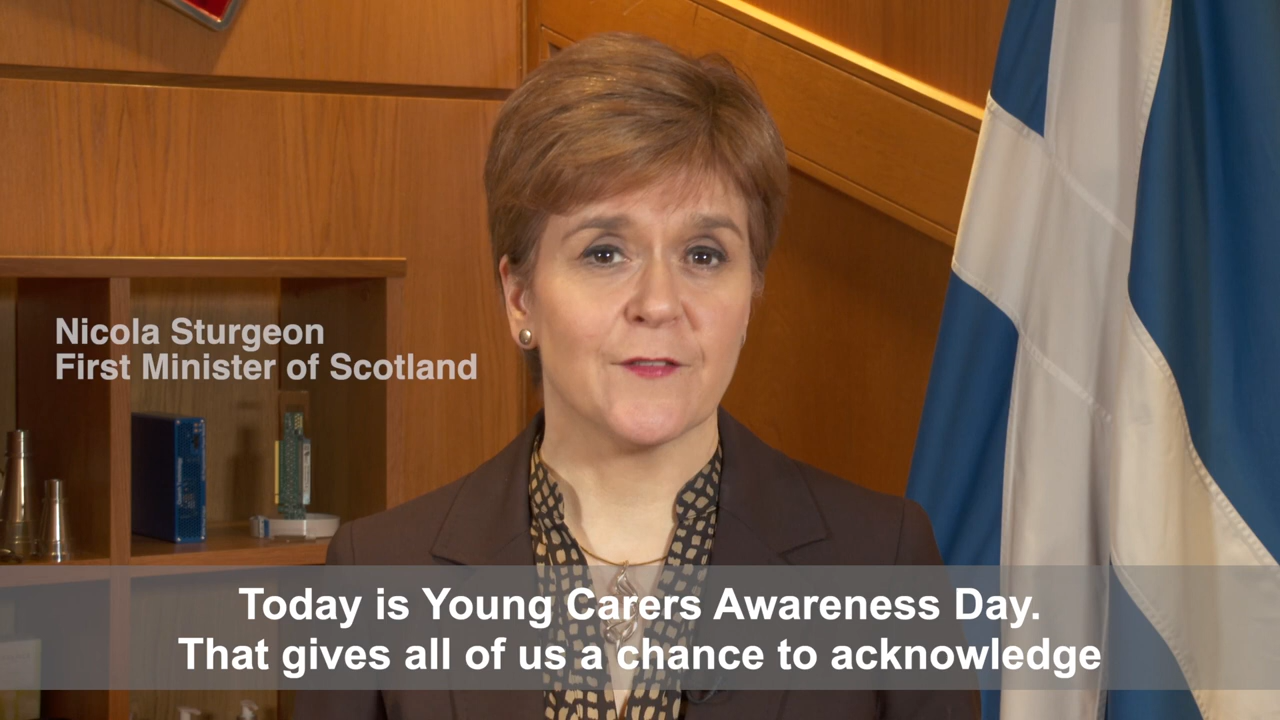 Nicola Sturgeon
First Minister of Scotland
Today is Young Carers Awareness Day.
That gives all of us a chance to acknowledge